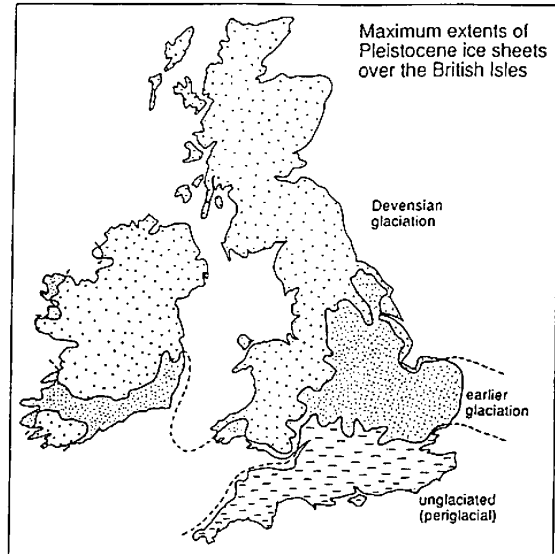 Maximum extents of
Pleistocene ice sheets
over the British Isles
Devensian
glaciation
earlier
glaciation
unglaciated
(periglacial)